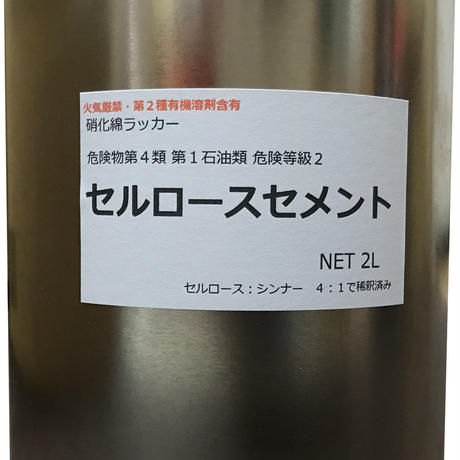 火気厳禁・第２種有機溶剤含有
硝化綿ラッカー
危険物第４類 第１石油類 危険等級２
セルロースセメント
NET 2L
セルロース：シンナー　４：１で稀釈済み